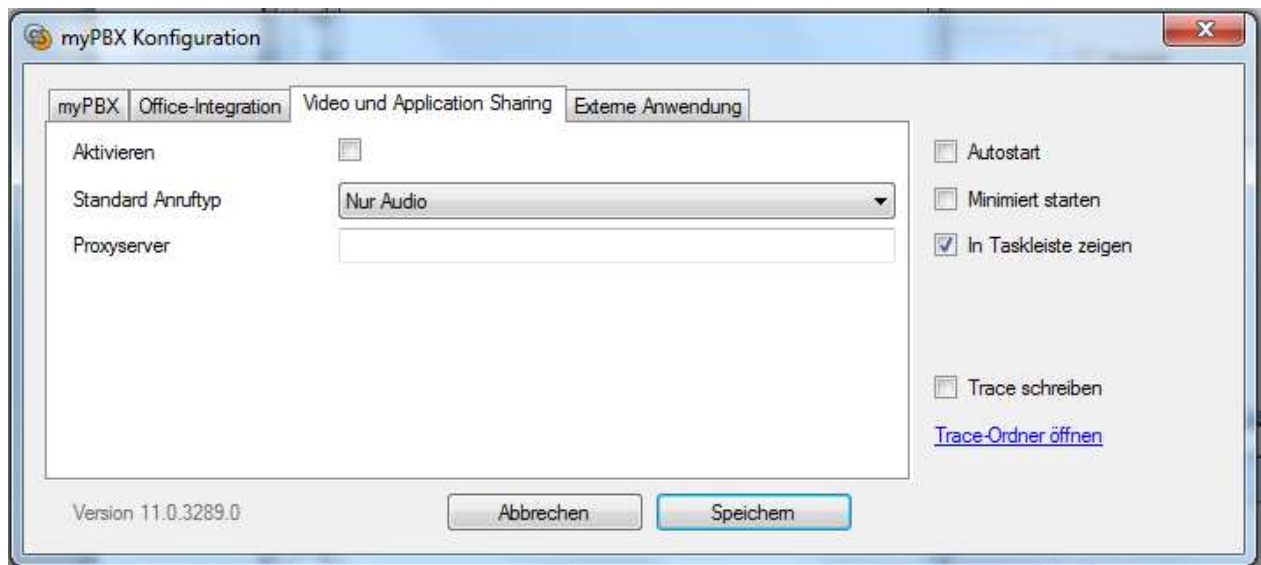 myPBX Konfiguration
myPBX Office-Integration Video und Application Sharing Externe Anwendung
Aktivieren
Standard Anruftyp Nur Audio
Proxyserver
Autostart
Minimiert starten
In Taskleiste zeigen
Trace schreiben
Trace-Ordner öffnen
Version 11.0.3289.0 Abbrechen Speichern